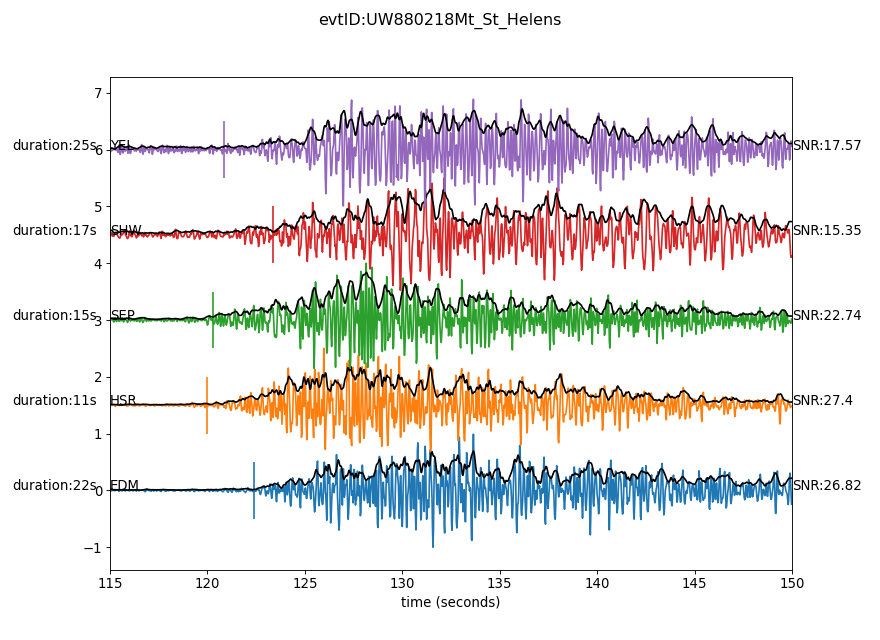 evtID:UW880218Mt_St_Helens
7
duration:25s YEL 6 SNR:17.57
5
duration:17s SHW SNR:15.35
4
duration:15s SEP 3 SNR:22.74
2
duration:11s HSR SNR:27.4
1
duration:22s EDM 0 SNR:26.82
−1
115 120 125 130 135 140 145 150
time (seconds)